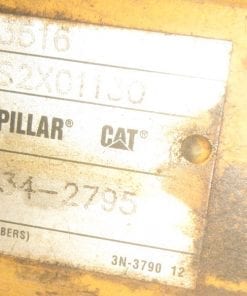 3516
S2X01130
PILLAR CAT
34-2795
BERS)
3N-3790 12